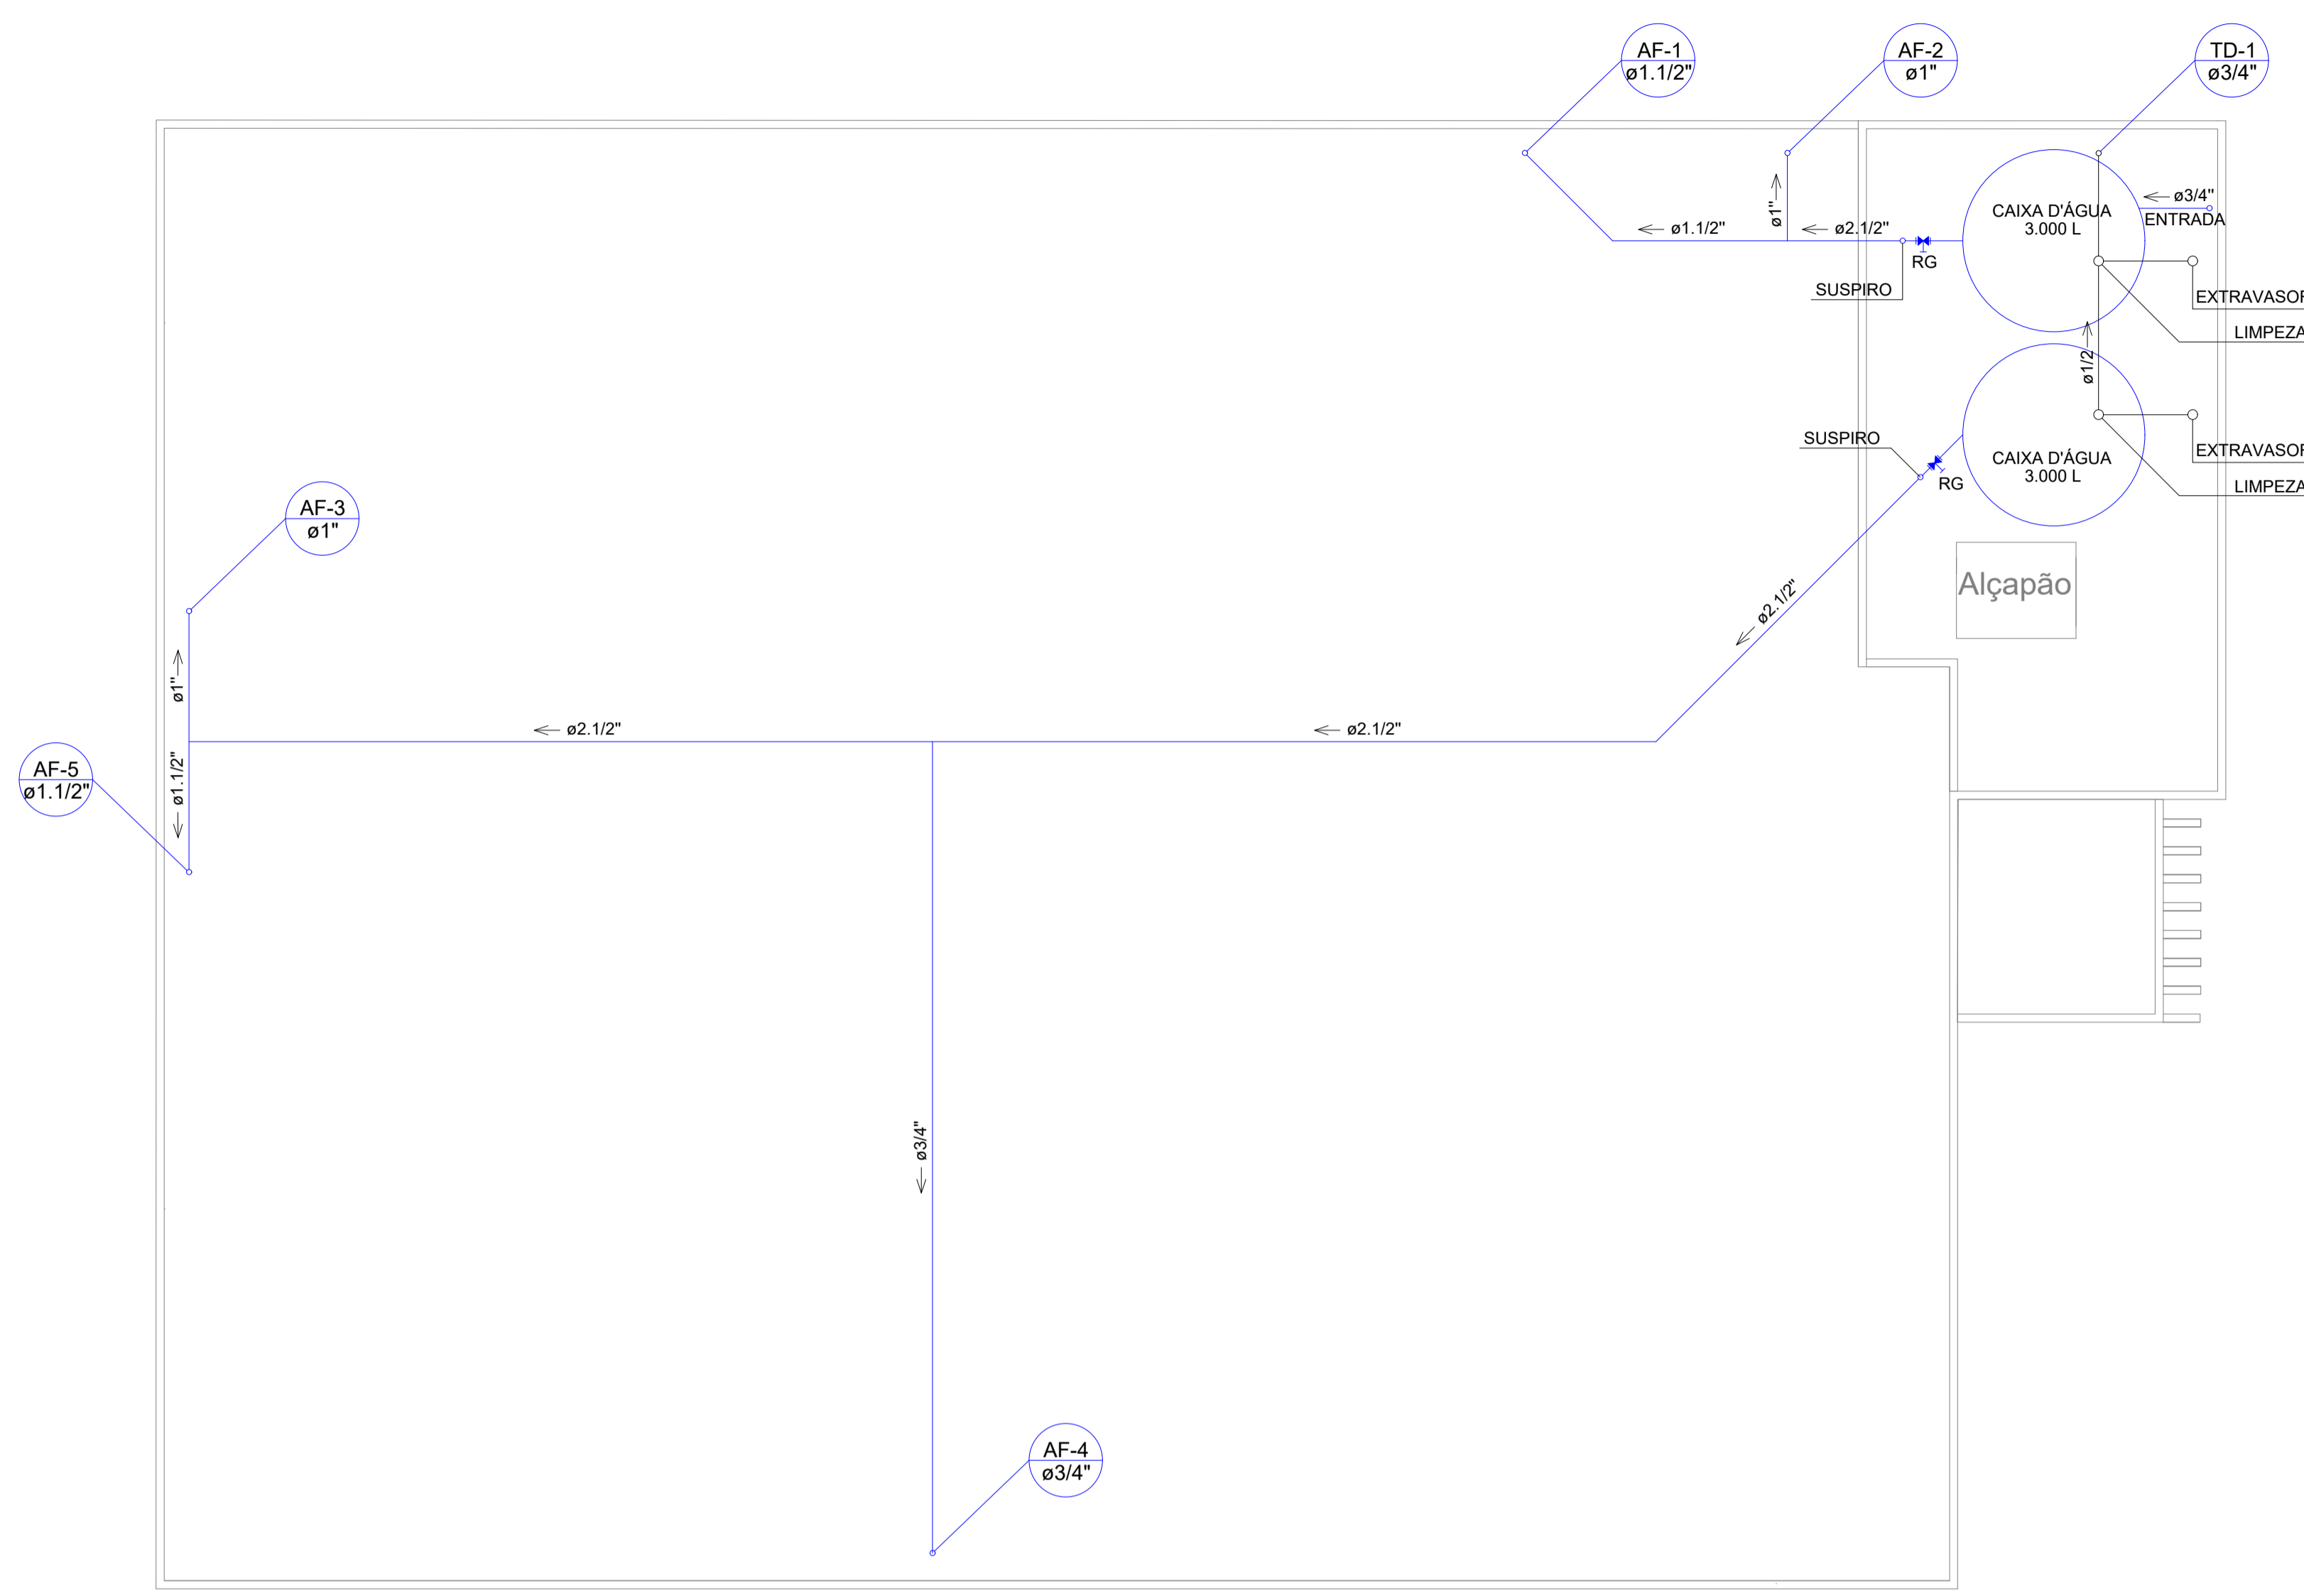 AF-1
ø1.1/2"
AF-2
ø1"
TD-1
ø3/4"
ø3/4"
ENTRADA
CAIXA D'ÁGUA
3.000 L
ø1"
ø1.1/2"
ø2.1/2"
RG
SUSPIRO
EXTRAVASOR
LIMPEZA
ø1/2
SUSPIRO
RG
CAIXA D'ÁGUA
3.000 L
EXTRAVASOR
LIMPEZA
AF-3
ø1"
Alçapão
ø2.1/2"
ø1"
ø2.1/2"
ø2.1/2"
AF-5
ø1.1/2"
ø1.1/2"
ø3/4"
AF-4
ø3/4"